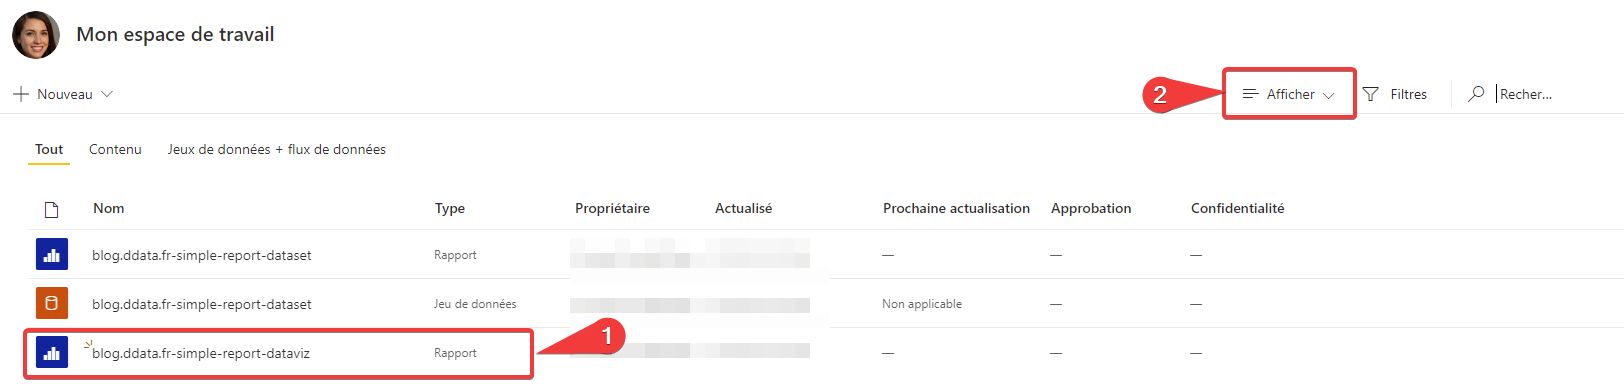 Mon espace de travail
Nouveau
2
Afficher
Filtres
Recher...
Tout Contenu Jeux de données + flux de données
Nom Type Propriétaire Actualisé Prochaine actualisation Approbation Confidentialité
blog.ddata.fr-simple-report-dataset Rapport — — —
blog.ddata.fr-simple-report-dataset Jeu de données Non applicable — —
blog.ddata.fr-simple-report-dataviz Rapport 1 — — —